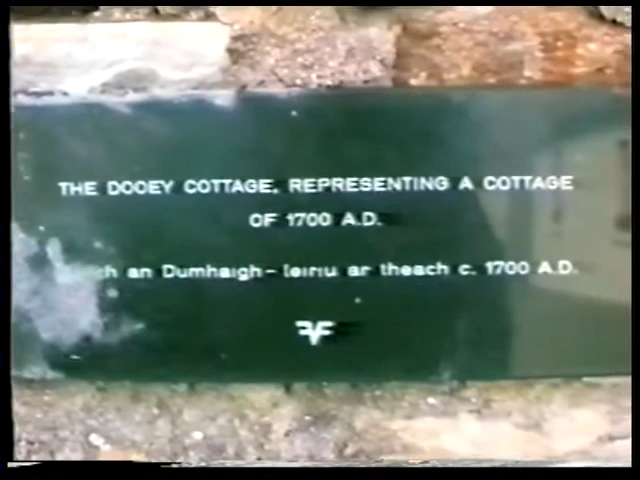 THE DOOEY COTTAGE, REPRESENTING A COTTAGE
OF 1700 A.D.
an Dumhaigh - leiriu ar theach c. 1700 A.D.